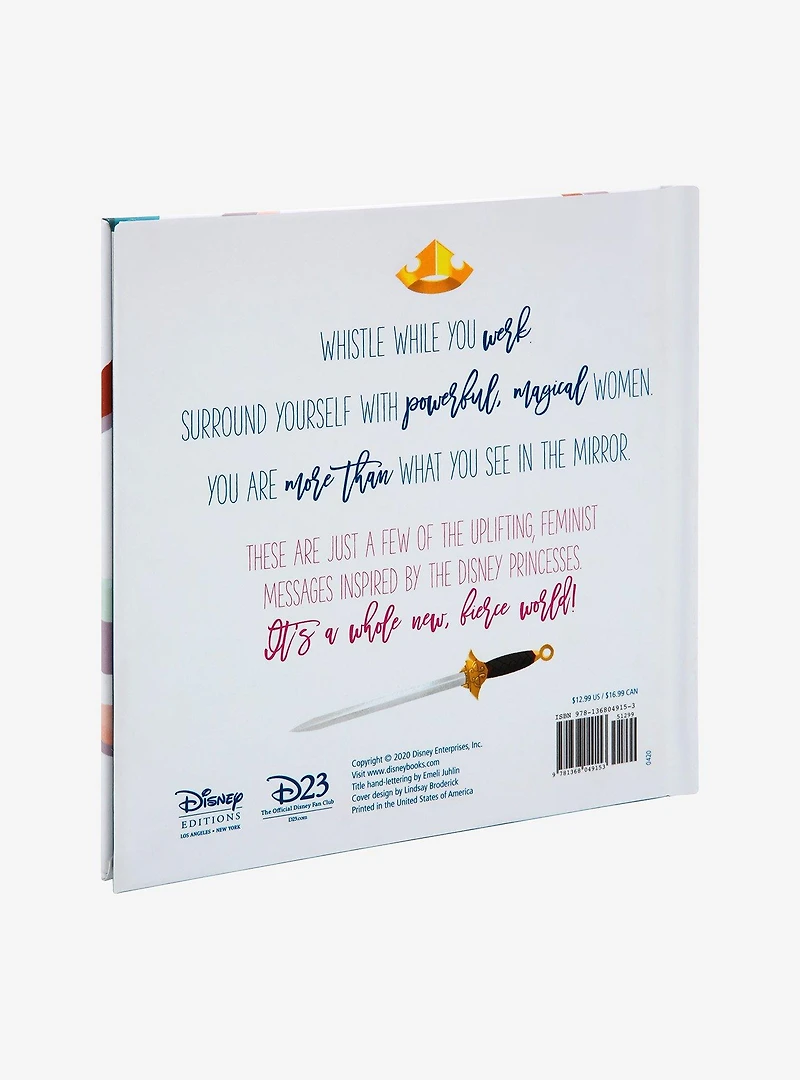 WHISTLE WHILE YOU werk.
SURROUND YOURSELF WITH powerful, magical WOMEN.
YOU ARE more than WHAT YOU SEE IN THE MIRROR.
THESE ARE JUST A FEW OF THE UPLIFTING, FEMINIST
MESSAGES INSPIRED BY THE DISNEY PRINCESSES.
It's a whole new, fierce world!
$12.99 US / $16.99 CAN
ISBN 978-136804915-3
51299
9 781368 049153
0420
Disney
EDITIONS
LOS ANGELES • NEW YORK
D23
The Official Disney Fan Club
D23.com
Copyright © 2020 Disney Enterprises, Inc.
Visit www.disneybooks.com
Title hand-lettering by Emeli Juhlin
Cover design by Lindsay Broderick
Printed in the United States of America